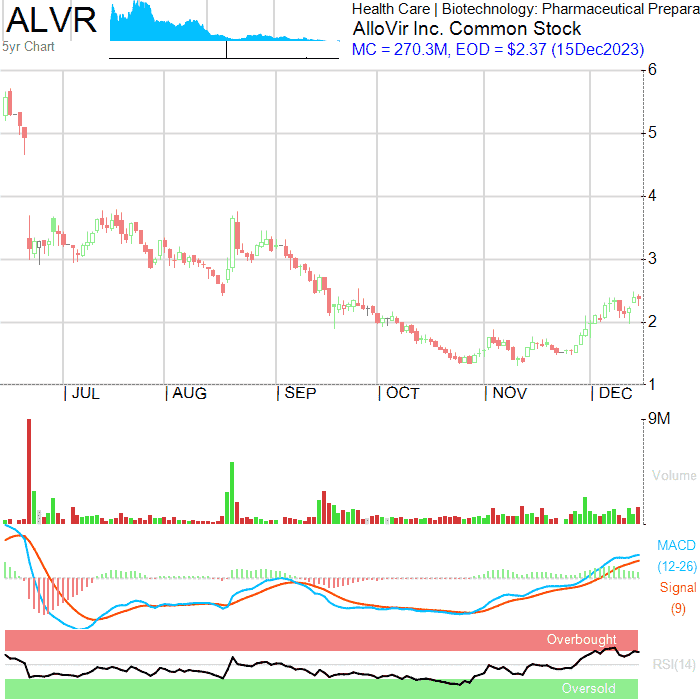 ALVR
5yr Chart
Health Care | Biotechnology: Pharmaceutical Prepara
AlloVir Inc. Common Stock
MC = 270.3M, EOD = $2.37 (15Dec2023)
6
5
4
3
2
1
JUL
AUG
SEP
OCT
NOV
DEC
9M
Volume
MACD
(12-26)
Signal
(9)
Overbought
RSI(14)
Oversold